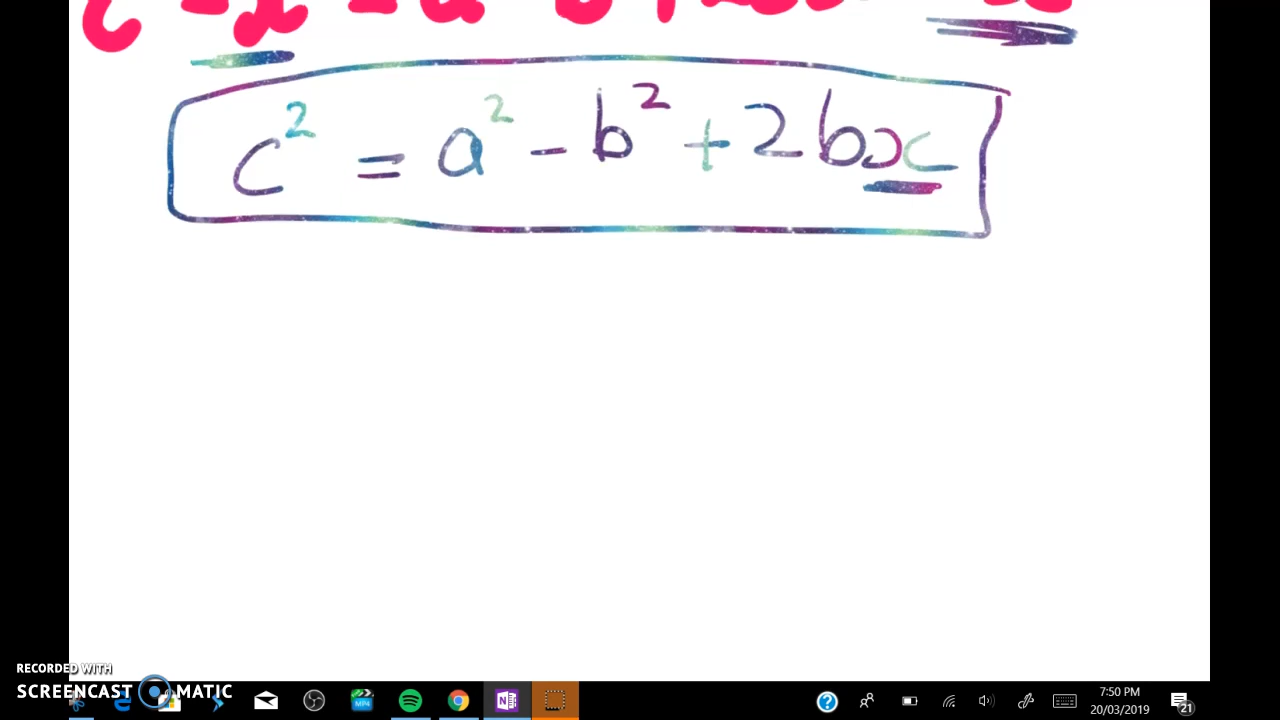 c² = a² - b² + 2bx
RECORDED WITH
SCREENCAST MATIC
7:50 PM
20/03/2019
21